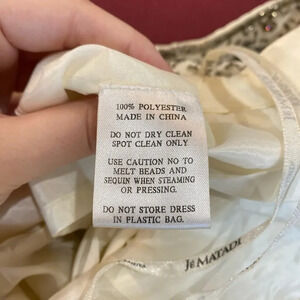 100% POLYESTER
MADE IN CHINA
DO NOT DRY CLEAN
SPOT CLEAN ONLY
USE CAUTION NO TO
MELT BEADS AND
SEQUIN WHEN STEAMING
OR PRESSING.
DO NOT STORE DRESS
IN PLASTIC BAG.
JéMATADI